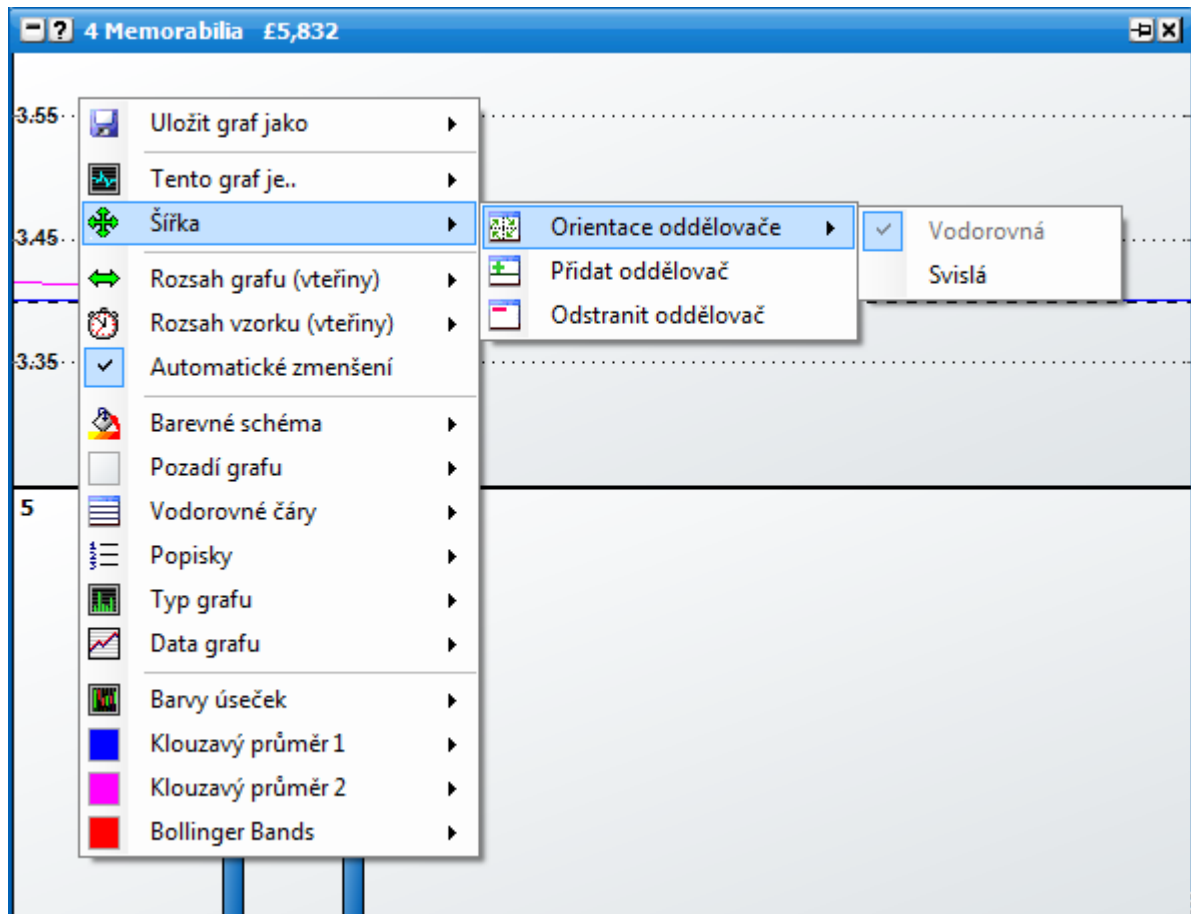 4 Memorabilia £5,832
3.55
Uložit graf jako
Tento graf je..
Šířka
Orientace oddělovače
Vodorovná
3.45
Přidat oddělovač
Svislá
Rozsah grafu (vteřiny)
Odstranit oddělovač
Rozsah vzorku (vteřiny)
3.35
Automatické zmenšení
Barevné schéma
Pozadí grafu
5
Vodorovné čáry
Popisky
Typ grafu
Data grafu
Barvy úseček
Klouzavý průměr 1
Klouzavý průměr 2
Bollinger Bands